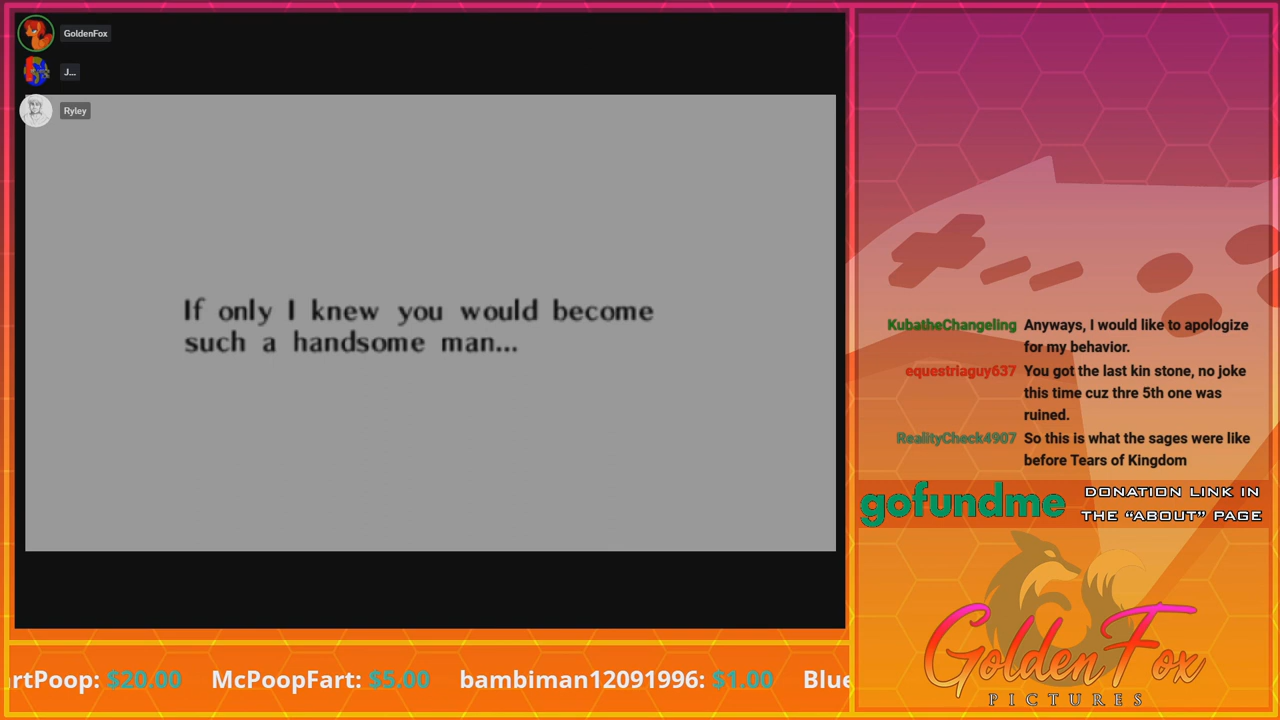 GoldenFox
J...
Ryley
If only I knew you would become
such a handsome man...
KubatheChangeling Anyways, I would like to apologize
for my behavior.
equestriaguy637 You got the last kin stone, no joke
this time cuz thre 5th one was
ruined.
RealityCheck4907 So this is what the sages were like
before Tears of Kingdom
gofundme
DONATION LINK IN
THE “ABOUT” PAGE
GoldenFox
PICTURES
rtPoop: $20.00 McPoopFart: $5.00 bambiman12091996: $1.00 Blue